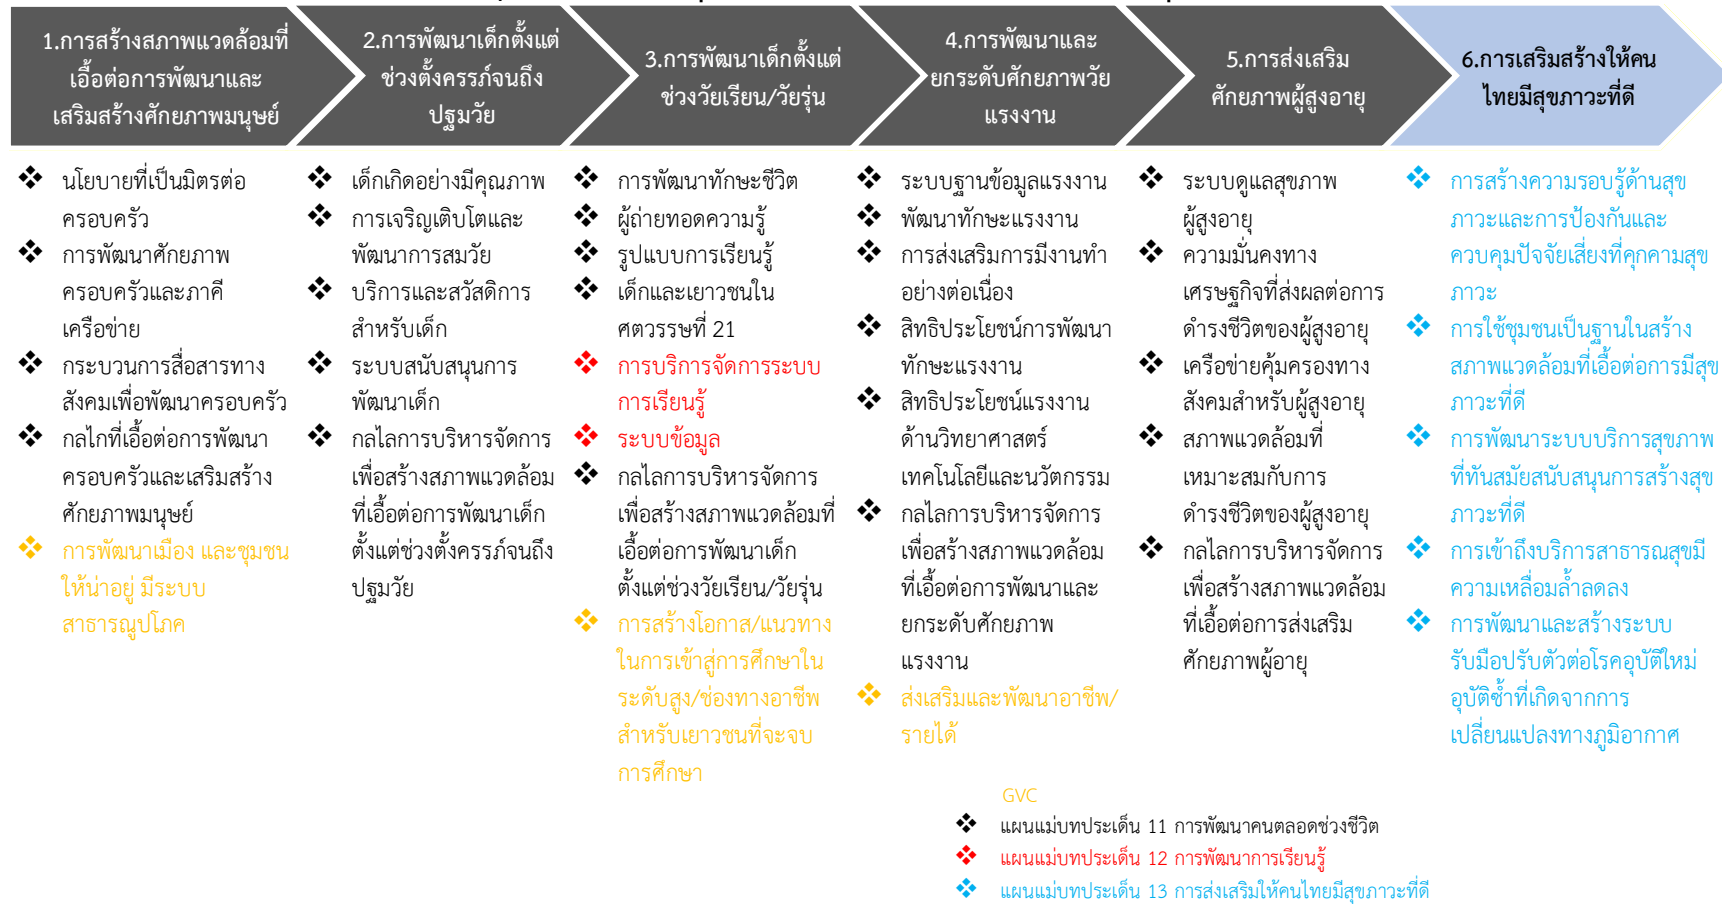 1.การสร้างสภาพแวดล้อมที่
เอื้อต่อการพัฒนาและ
เสริมสร้างศักยภาพมนุษย์
2.การพัฒนาเด็กตั้งแต่
ช่วงตั้งครรภ์จนถึง
ปฐมวัย
3.การพัฒนาเด็กตั้งแต่
ช่วงวัยเรียน/วัยรุ่น
4.การพัฒนาและ
ยกระดับศักยภาพวัย
แรงงาน
5.การส่งเสริม
ศักยภาพผู้สูงอายุ
6.การเสริมสร้างให้คน
ไทยมีสุขภาวะที่ดี
❖ นโยบายที่เป็นมิตรต่อ
ครอบครัว
❖ การพัฒนาศักยภาพ
ครอบครัวและภาคี
เครือข่าย
❖ กระบวนการสื่อสารทาง
สังคมเพื่อพัฒนาครอบครัว
❖ กลไกที่เอื้อต่อการพัฒนา
ครอบครัวและเสริมสร้าง
ศักยภาพมนุษย์
❖ การพัฒนาเมือง และชุมชน
ให้น่าอยู่ มีระบบ
สาธารณูปโภค
❖ เด็กเกิดอย่างมีคุณภาพ
❖ การเจริญเติบโตและ
พัฒนาการสมวัย
❖ บริการและสวัสดิการ
สำหรับเด็ก
❖ ระบบสนับสนุนการ
พัฒนาเด็ก
❖ กลไลการบริหารจัดการ
เพื่อสร้างสภาพแวดล้อม
ที่เอื้อต่อการพัฒนาเด็ก
ตั้งแต่ช่วงตั้งครรภ์จนถึง
ปฐมวัย
❖ การพัฒนาทักษะชีวิต
❖ ผู้ถ่ายทอดความรู้
❖ รูปแบบการเรียนรู้
❖ เด็กและเยาวชนใน
ศตวรรษที่ 21
❖ การบริการจัดการระบบ
การเรียนรู้
❖ ระบบข้อมูล
❖ กลไลการบริหารจัดการ
เพื่อสร้างสภาพแวดล้อมที่
เอื้อต่อการพัฒนาเด็ก
ตั้งแต่ช่วงวัยเรียน/วัยรุ่น
❖ การสร้างโอกาส/แนวทาง
ในการเข้าสู่การศึกษาใน
ระดับสูง/ช่องทางอาชีพ
สำหรับเยาวชนที่จะจบ
การศึกษา
❖ ระบบฐานข้อมูลแรงงาน
❖ พัฒนาทักษะแรงงาน
❖ การส่งเสริมการมีงานทำ
อย่างต่อเนื่อง
❖ สิทธิประโยชน์การพัฒนา
ทักษะแรงงาน
❖ สิทธิประโยชน์แรงงาน
ด้านวิทยาศาสตร์
เทคโนโลยีและนวัตกรรม
❖ กลไลการบริหารจัดการ
เพื่อสร้างสภาพแวดล้อม
ที่เอื้อต่อการพัฒนาและ
ยกระดับศักยภาพ
แรงงาน
❖ ส่งเสริมและพัฒนาอาชีพ/
รายได้
❖ ระบบดูแลสุขภาพ
ผู้สูงอายุ
❖ ความมั่นคงทาง
เศรษฐกิจที่ส่งผลต่อการ
ดำรงชีวิตของผู้สูงอายุ
❖ เครือข่ายคุ้มครองทาง
สังคมสำหรับผู้สูงอายุ
❖ สภาพแวดล้อมที่
เหมาะสมกับการ
ดำรงชีวิตของผู้สูงอายุ
❖ กลไลการบริหารจัดการ
เพื่อสร้างสภาพแวดล้อม
ที่เอื้อต่อการส่งเสริม
ศักยภาพผู้อายุ
❖ การสร้างความรอบรู้ด้านสุข
ภาวะและการป้องกันและ
ควบคุมปัจจัยเสี่ยงที่คุกคามสุข
ภาวะ
❖ การใช้ชุมชนเป็นฐานในสร้าง
สภาพแวดล้อมที่เอื้อต่อการมีสุข
ภาวะที่ดี
❖ การพัฒนาระบบบริการสุขภาพ
ที่ทันสมัยสนับสนุนการสร้างสุข
ภาวะที่ดี
❖ การเข้าถึงบริการสาธารณสุขมี
ความเหลื่อมล้ำลดลง
❖ การพัฒนาและสร้างระบบ
รับมือปรับตัวต่อโรคอุบัติใหม่
อุบัติซ้ำที่เกิดจากการ
เปลี่ยนแปลงทางภูมิอากาศ
GVC
❖ แผนแม่บทประเด็น 11 การพัฒนาคนตลอดช่วงชีวิต
❖ แผนแม่บทประเด็น 12 การพัฒนาการเรียนรู้
❖ แผนแม่บทประเด็น 13 การส่งเสริมให้คนไทยมีสุขภาวะที่ดี